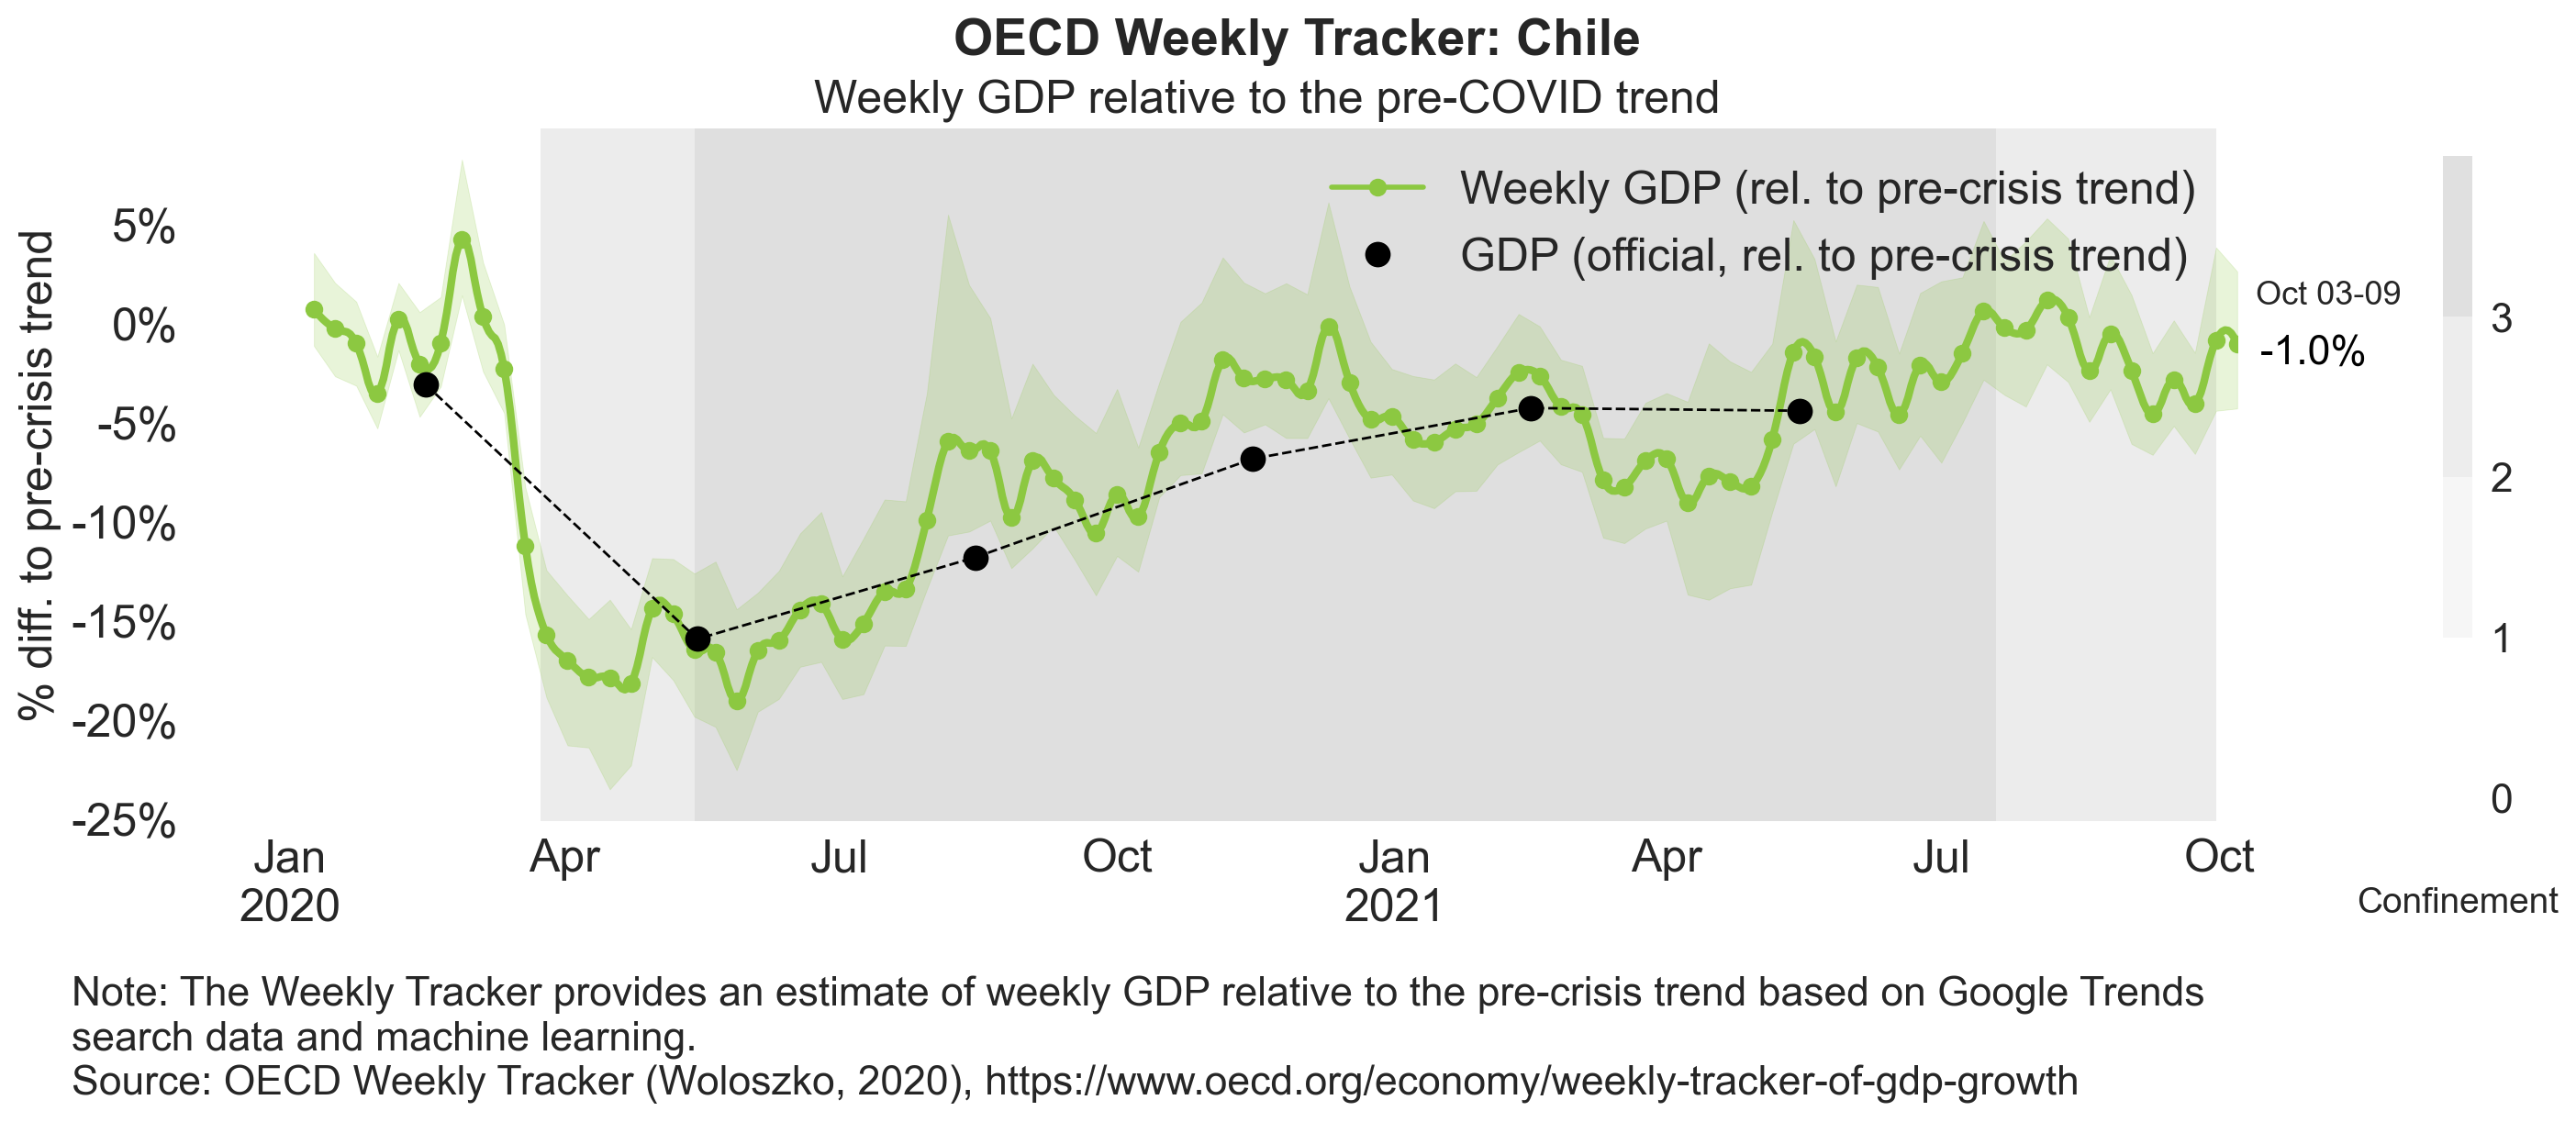 OECD Weekly Tracker: Chile
Weekly GDP relative to the pre-COVID trend
Weekly GDP (rel. to pre-crisis trend)
GDP (official, rel. to pre-crisis trend)
% diff. to pre-crisis trend
5%
0%
-5%
-10%
-15%
-20%
-25%
Oct 03-09
-1.0%
3
2
1
0
Confinement
Jan
2020
Apr
Jul
Oct
Jan
2021
Apr
Jul
Oct
Note: The Weekly Tracker provides an estimate of weekly GDP relative to the pre-crisis trend based on Google Trends
search data and machine learning.
Source: OECD Weekly Tracker (Woloszko, 2020), https://www.oecd.org/economy/weekly-tracker-of-gdp-growth